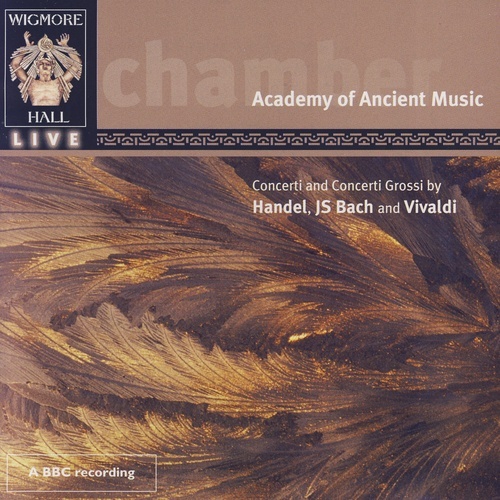 WIGMORE
HALL
LIVE
chamber
Academy of Ancient Music
Concerti and Concerti Grossi by
Handel, JS Bach and Vivaldi
A BBC recording